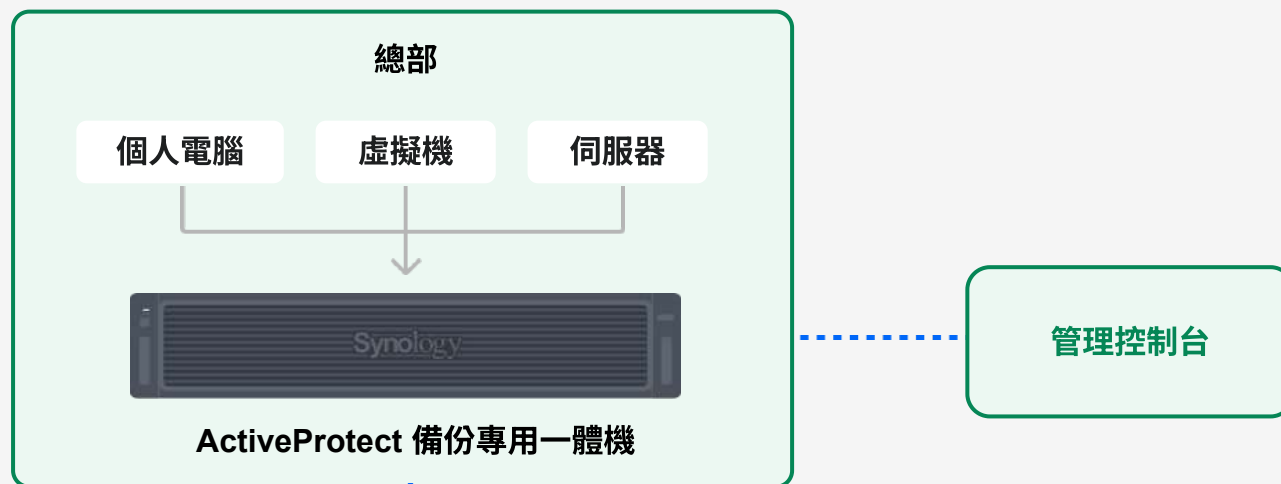 總部
個人電腦
虛擬機
伺服器
Synology
管理控制台
ActiveProtect 備份專用一體機